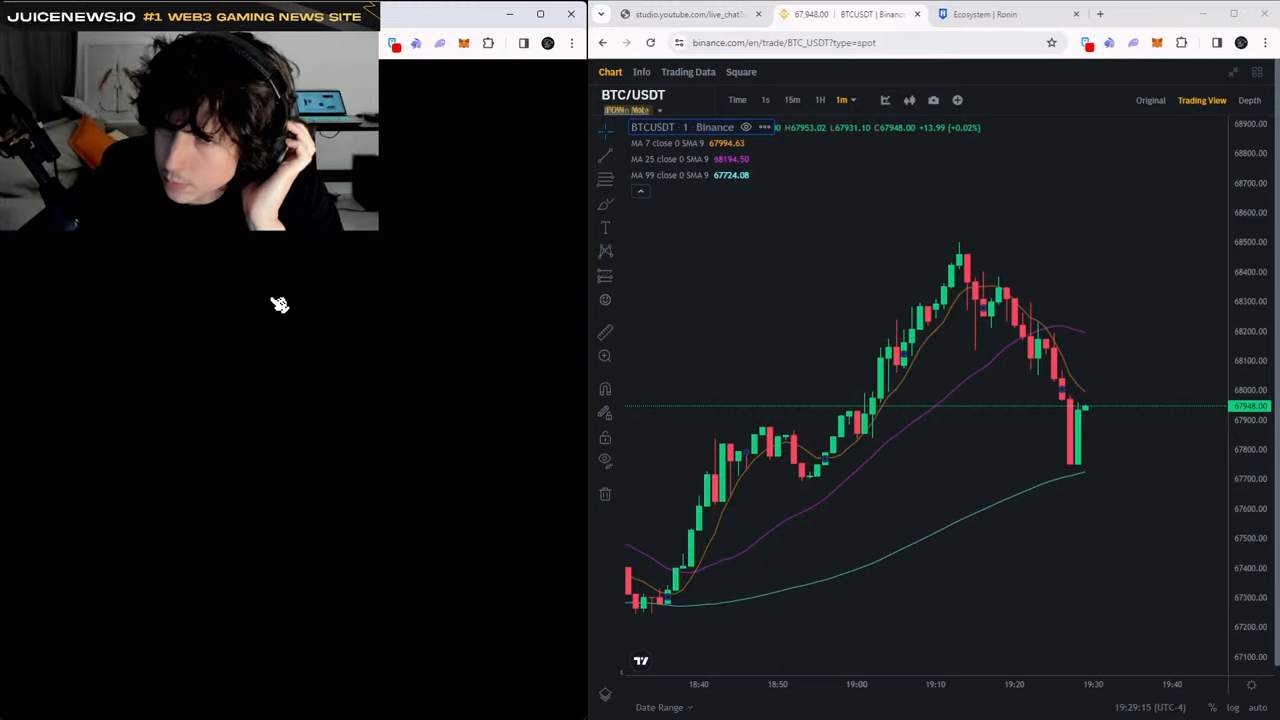 JUICENEWS.IO #1 WEB3 GAMING NEWS SITE
studio.youtube.com/live_chat?
67,948.00 | BTCUSDT | Binance
Ecosystem | Ronin
binance.com/en/trade/BTC_USDT?type=spot
Chart Info Trading Data Square
BTC/USDT
POW
Time 1s 15m 1H 1m
Original Trading View Depth
BTCUSDT · 1 · Binance
H67953.02 L67931.10 C67948.00 +13.99 (+0.02%)
MA 7 close 0 SMA 9 67994.63
MA 25 close 0 SMA 9 68194.50
MA 99 close 0 SMA 9 67724.08
68900.00
68800.00
68700.00
68600.00
68500.00
68400.00
68300.00
68200.00
68100.00
68000.00
67948.00
67900.00
67800.00
67700.00
67600.00
67500.00
67400.00
67300.00
67200.00
67100.00
18:40 18:50 19:00 19:10 19:20 19:30 19:40
Date Range
19:29:15 (UTC-4) % log auto